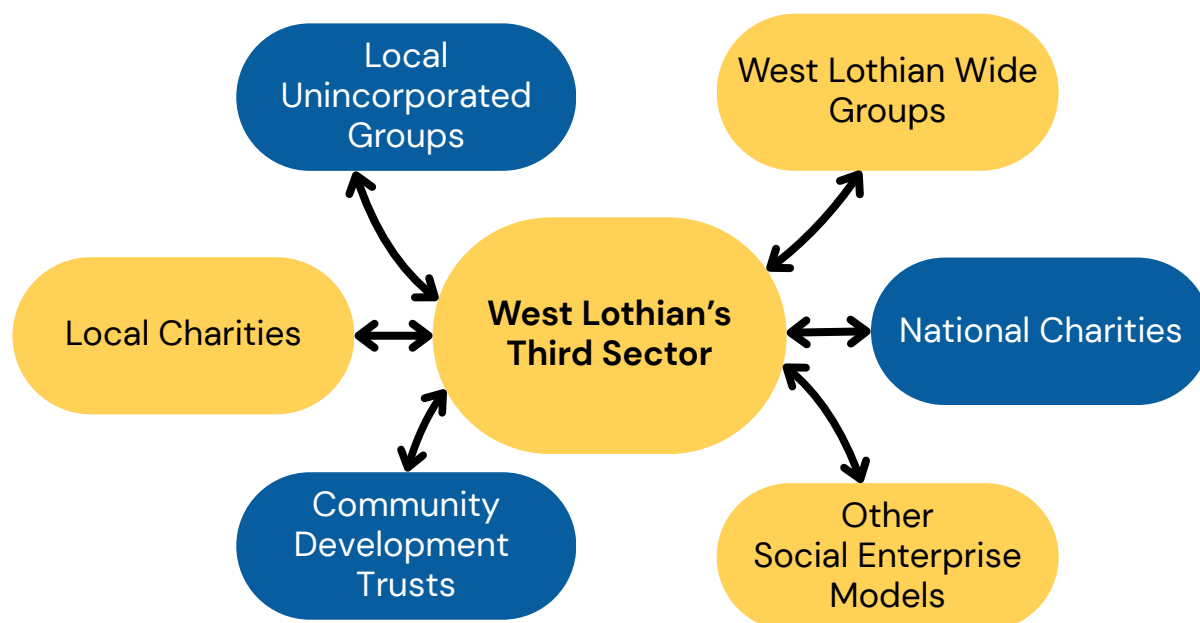 Local
Unincorporated
Groups
West Lothian Wide
Groups
Local Charities
West Lothian’s
Third Sector
National Charities
Community
Development
Trusts
Other
Social Enterprise
Models